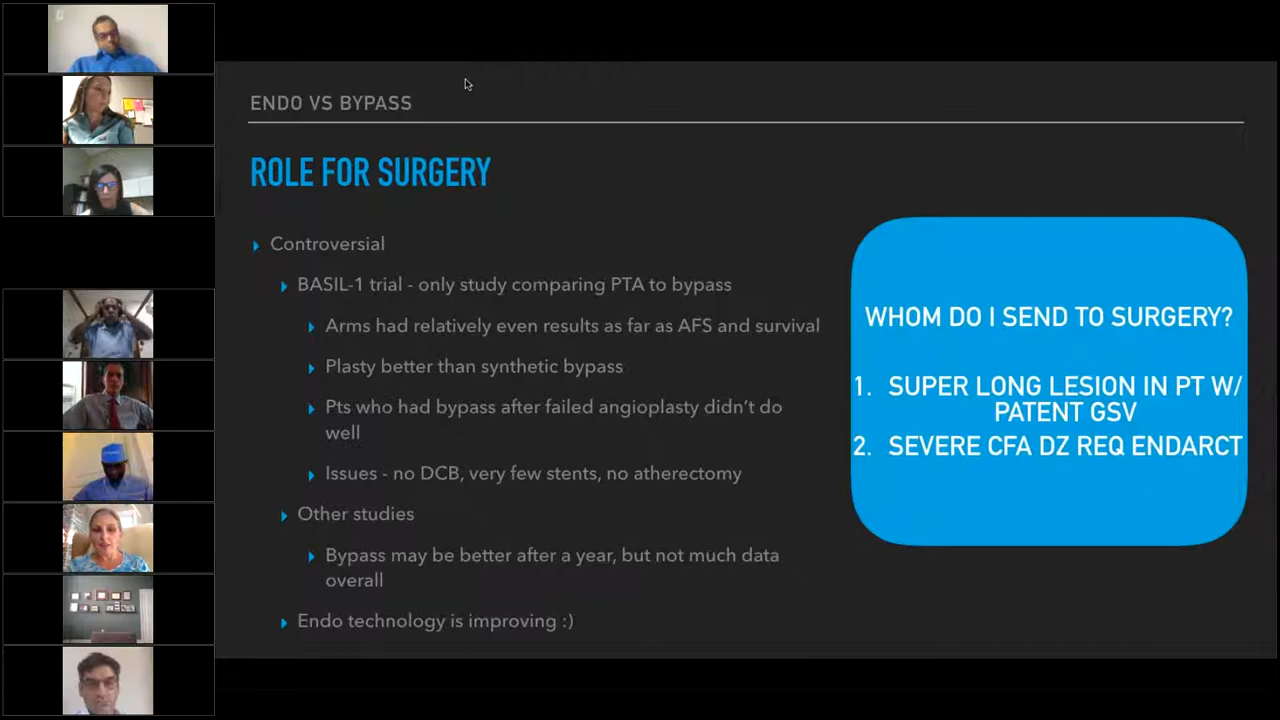 ENDO VS BYPASS
ROLE FOR SURGERY
Controversial
BASIL-1 trial - only study comparing PTA to bypass
Arms had relatively even results as far as AFS and survival
Plasty better than synthetic bypass
Pts who had bypass after failed angioplasty didn't do
well
Issues - no DCB, very few stents, no atherectomy
Other studies
Bypass may be better after a year, but not much data
overall
Endo technology is improving :)
WHOM DO I SEND TO SURGERY?
1. SUPER LONG LESION IN PT W/
PATENT GSV
2. SEVERE CFA DZ REQ ENDARCT